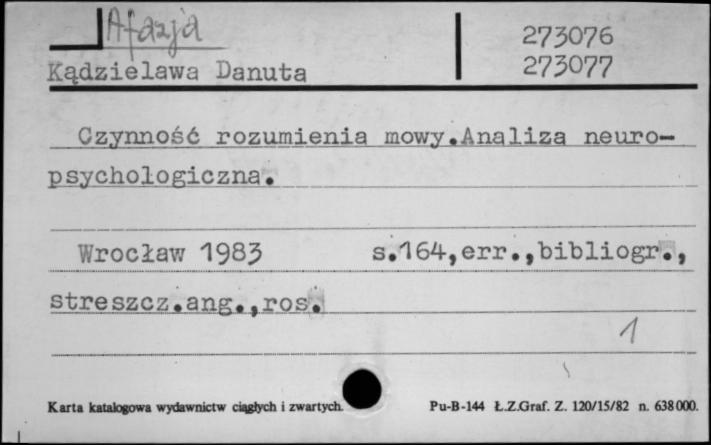 Afazja
273076
Kądzielawa Danuta
273077
Czynność rozumienia mowy.Analiza neuro-
psychologiczna.
Wrocław 1983 s.164,err.,bibliogr.,
streszcz.ang.,ros.
1
Karta katalogowa wydawnictw ciągłych i zwartych. Pu-B-144 Ł.Z.Graf. Z. 120/15/82 n. 638000.